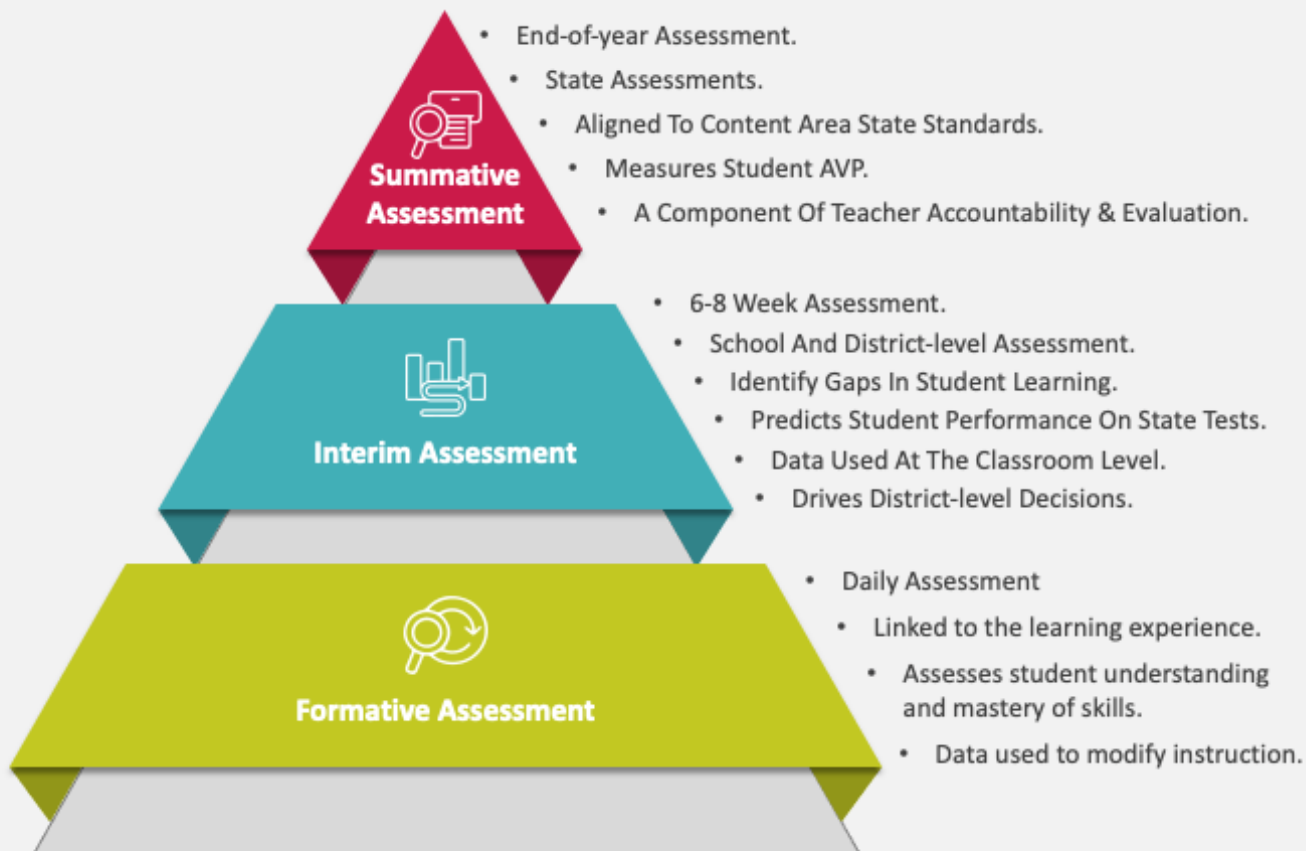 • End-of-year Assessment.
• State Assessments.
• Aligned To Content Area State Standards.
• Measures Student AVP.
• A Component Of Teacher Accountability & Evaluation.
Summative
Assessment
• 6-8 Week Assessment.
• School And District-level Assessment.
• Identify Gaps In Student Learning.
• Predicts Student Performance On State Tests.
• Data Used At The Classroom Level.
• Drives District-level Decisions.
Interim Assessment
• Daily Assessment
• Linked to the learning experience.
• Assesses student understanding
and mastery of skills.
• Data used to modify instruction.
Formative Assessment